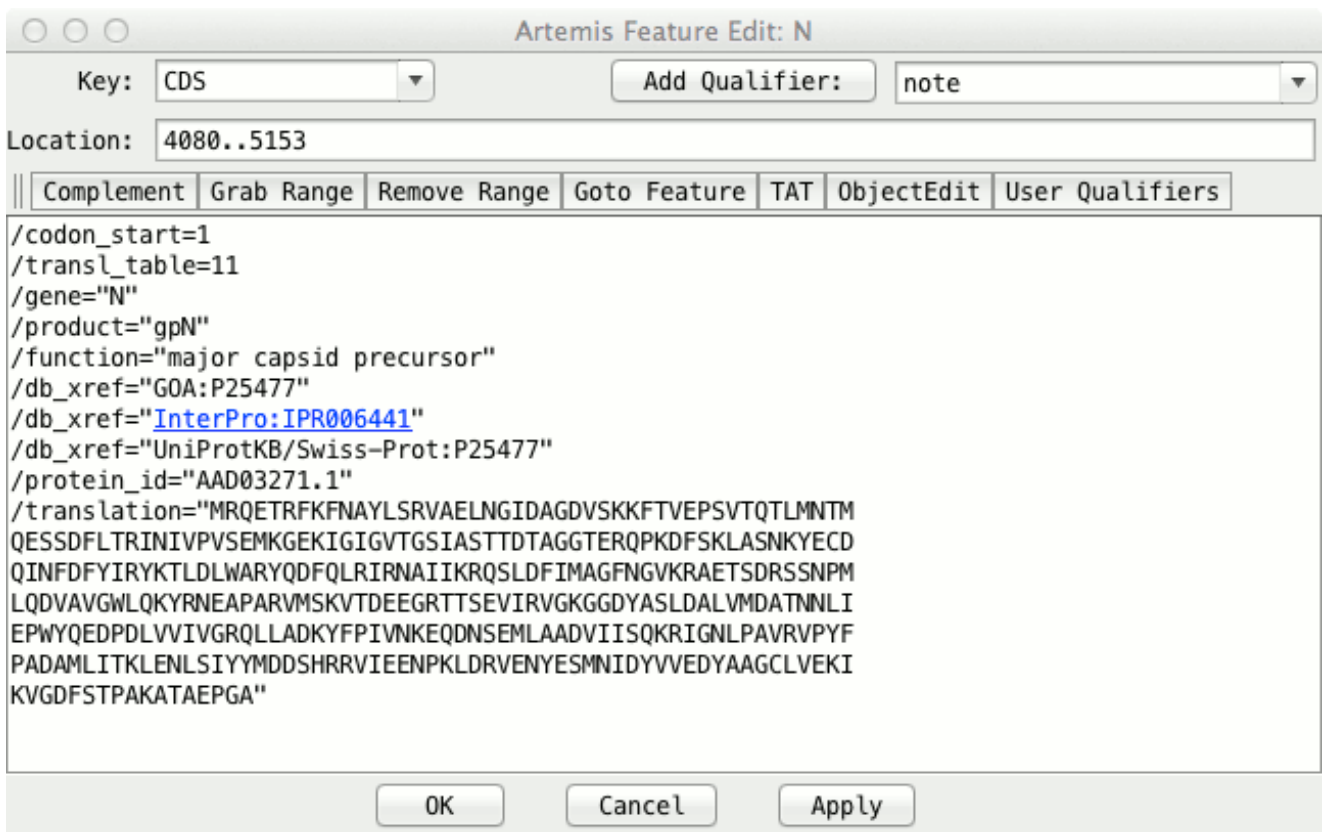 Artemis Feature Edit: N
Key: CDS Add Qualifier: note
Location: 4080..5153
Complement Grab Range Remove Range Goto Feature TAT ObjectEdit User Qualifiers
/codon_start=1
/transl_table=11
/gene="N"
/product="gpN"
/function="major capsid precursor"
/db_xref="GOA:P25477"
/db_xref="InterPro:IPR006441"
/db_xref="UniProtKB/Swiss-Prot:P25477"
/protein_id="AAD03271.1"
/translation="MRQETRFKFNAYLSRVAELNGIDAGDVSKKFTVEPSVTQTLMNTM
QESSDFLTRINIVPVSEMKGEKIGIGVTGSIASTTDTAGGTERQPKDFSKLASNKYECD
QINFDFYIRYKTLDLWARYQDFQLRIRNAIIKRQSLDFIMAGFNGVKRAETSDRSSNPM
LQDVAVGWLQKYRNEAPARVMSKVTDEEGRTTSEVIRVGKGGDYASLDALVMDATNNLI
EPWYQEDPDLVVIVGRQLLADKYFPIVNKEQDNSEMLAADVIISQKRIGNLPAVRVPYF
PADAMLITKLENLSIYYMDDSHRRVIEENPKLDRVENYESMNIDYVVEDYAAGCLVEKI
KVGDFSTPAKATAEPGA"
OK Cancel Apply